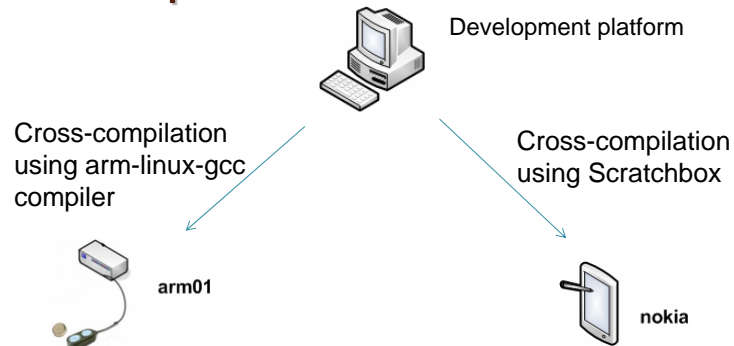 Development platform
Cross-compilation
using arm-linux-gcc
compiler
Cross-compilation
using Scratchbox
arm01
nokia